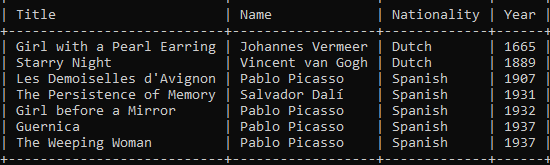 | Title | Name | Nationality | Year |
| Girl with a Pearl Earring | Johannes Vermeer | Dutch | 1665 |
| Starry Night | Vincent van Gogh | Dutch | 1889 |
| Les Demoiselles d'Avignon | Pablo Picasso | Spanish | 1907 |
| The Persistence of Memory | Salvador Dalí | Spanish | 1931 |
| Girl before a Mirror | Pablo Picasso | Spanish | 1932 |
| Guernica | Pablo Picasso | Spanish | 1937 |
| The Weeping Woman | Pablo Picasso | Spanish | 1937 |